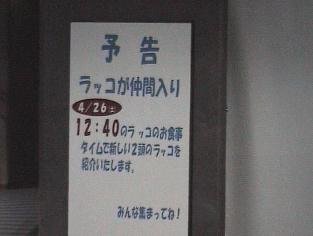 予告
ラッコが仲間入り
4/26(土)
12:40のラッコのお食事
タイムで新しい2頭のラッコを
紹介いたします。
みんな集まってね!